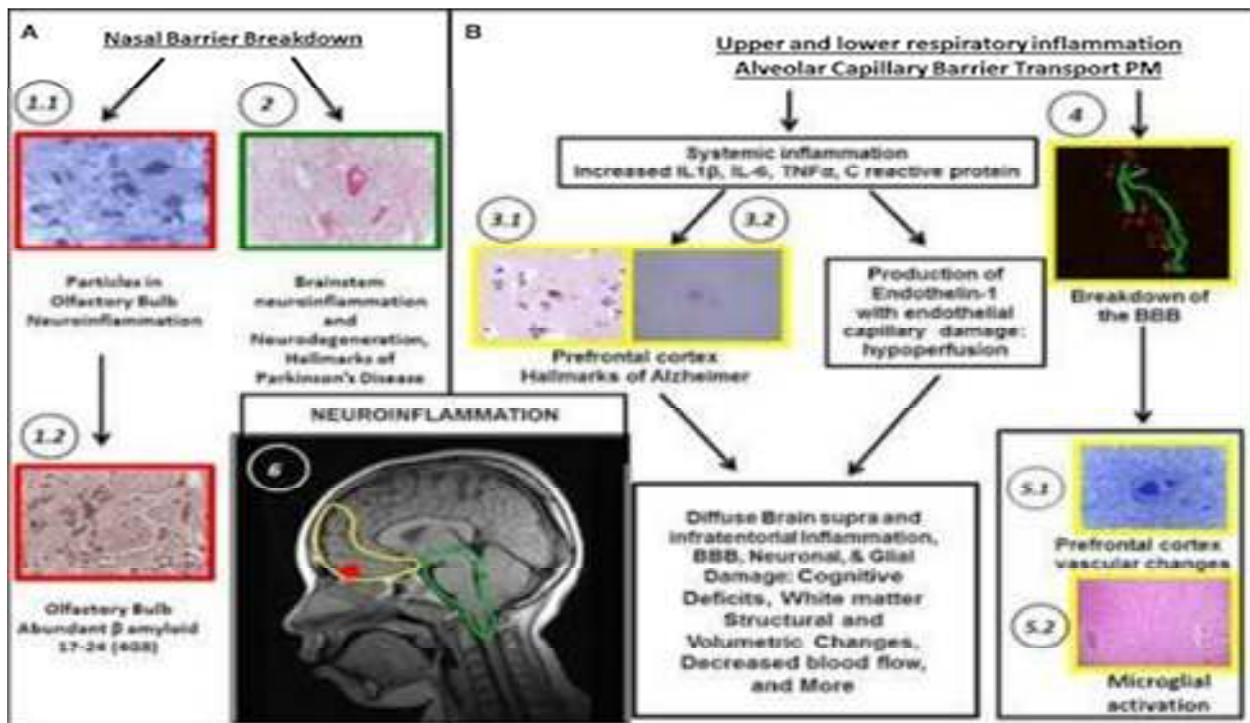 A
Nasal Barrier Breakdown
1.1
2
Particles in
Olfactory Bulb
Neuroinflammation
Brainstem
neuroinflammation
and
Neurodegeneration,
Hallmarks of
Parkinson's Disease
1.2
Olfactory Bulb
Abundant β amyloid
17-24 (4G8)
NEUROINFLAMMATION
6
B
Upper and lower respiratory inflammation
Alveolar Capillary Barrier Transport PM
Systemic inflammation
Increased IL1β, IL-6, TNFα, C reactive protein
3.1
3.2
Prefrontal cortex
Hallmarks of Alzheimer
Production of
Endothelin-1
with endothelial
capillary damage:
hypoperfusion
4
Breakdown of
the BBB
Diffuse Brain supra and
infratentorial Inflammation,
BBB, Neuronal, & Glial
Damage: Cognitive
Deficits, White matter
Structural and
Volumetric Changes,
Decreased blood flow,
and More
5.1
Prefrontal cortex
vascular changes
5.2
Microglial
activation